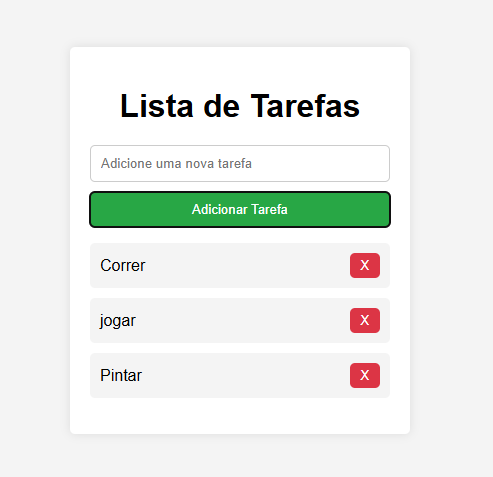 Lista de Tarefas
Adicione uma nova tarefa
Adicionar Tarefa
Correr X
jogar X
Pintar X